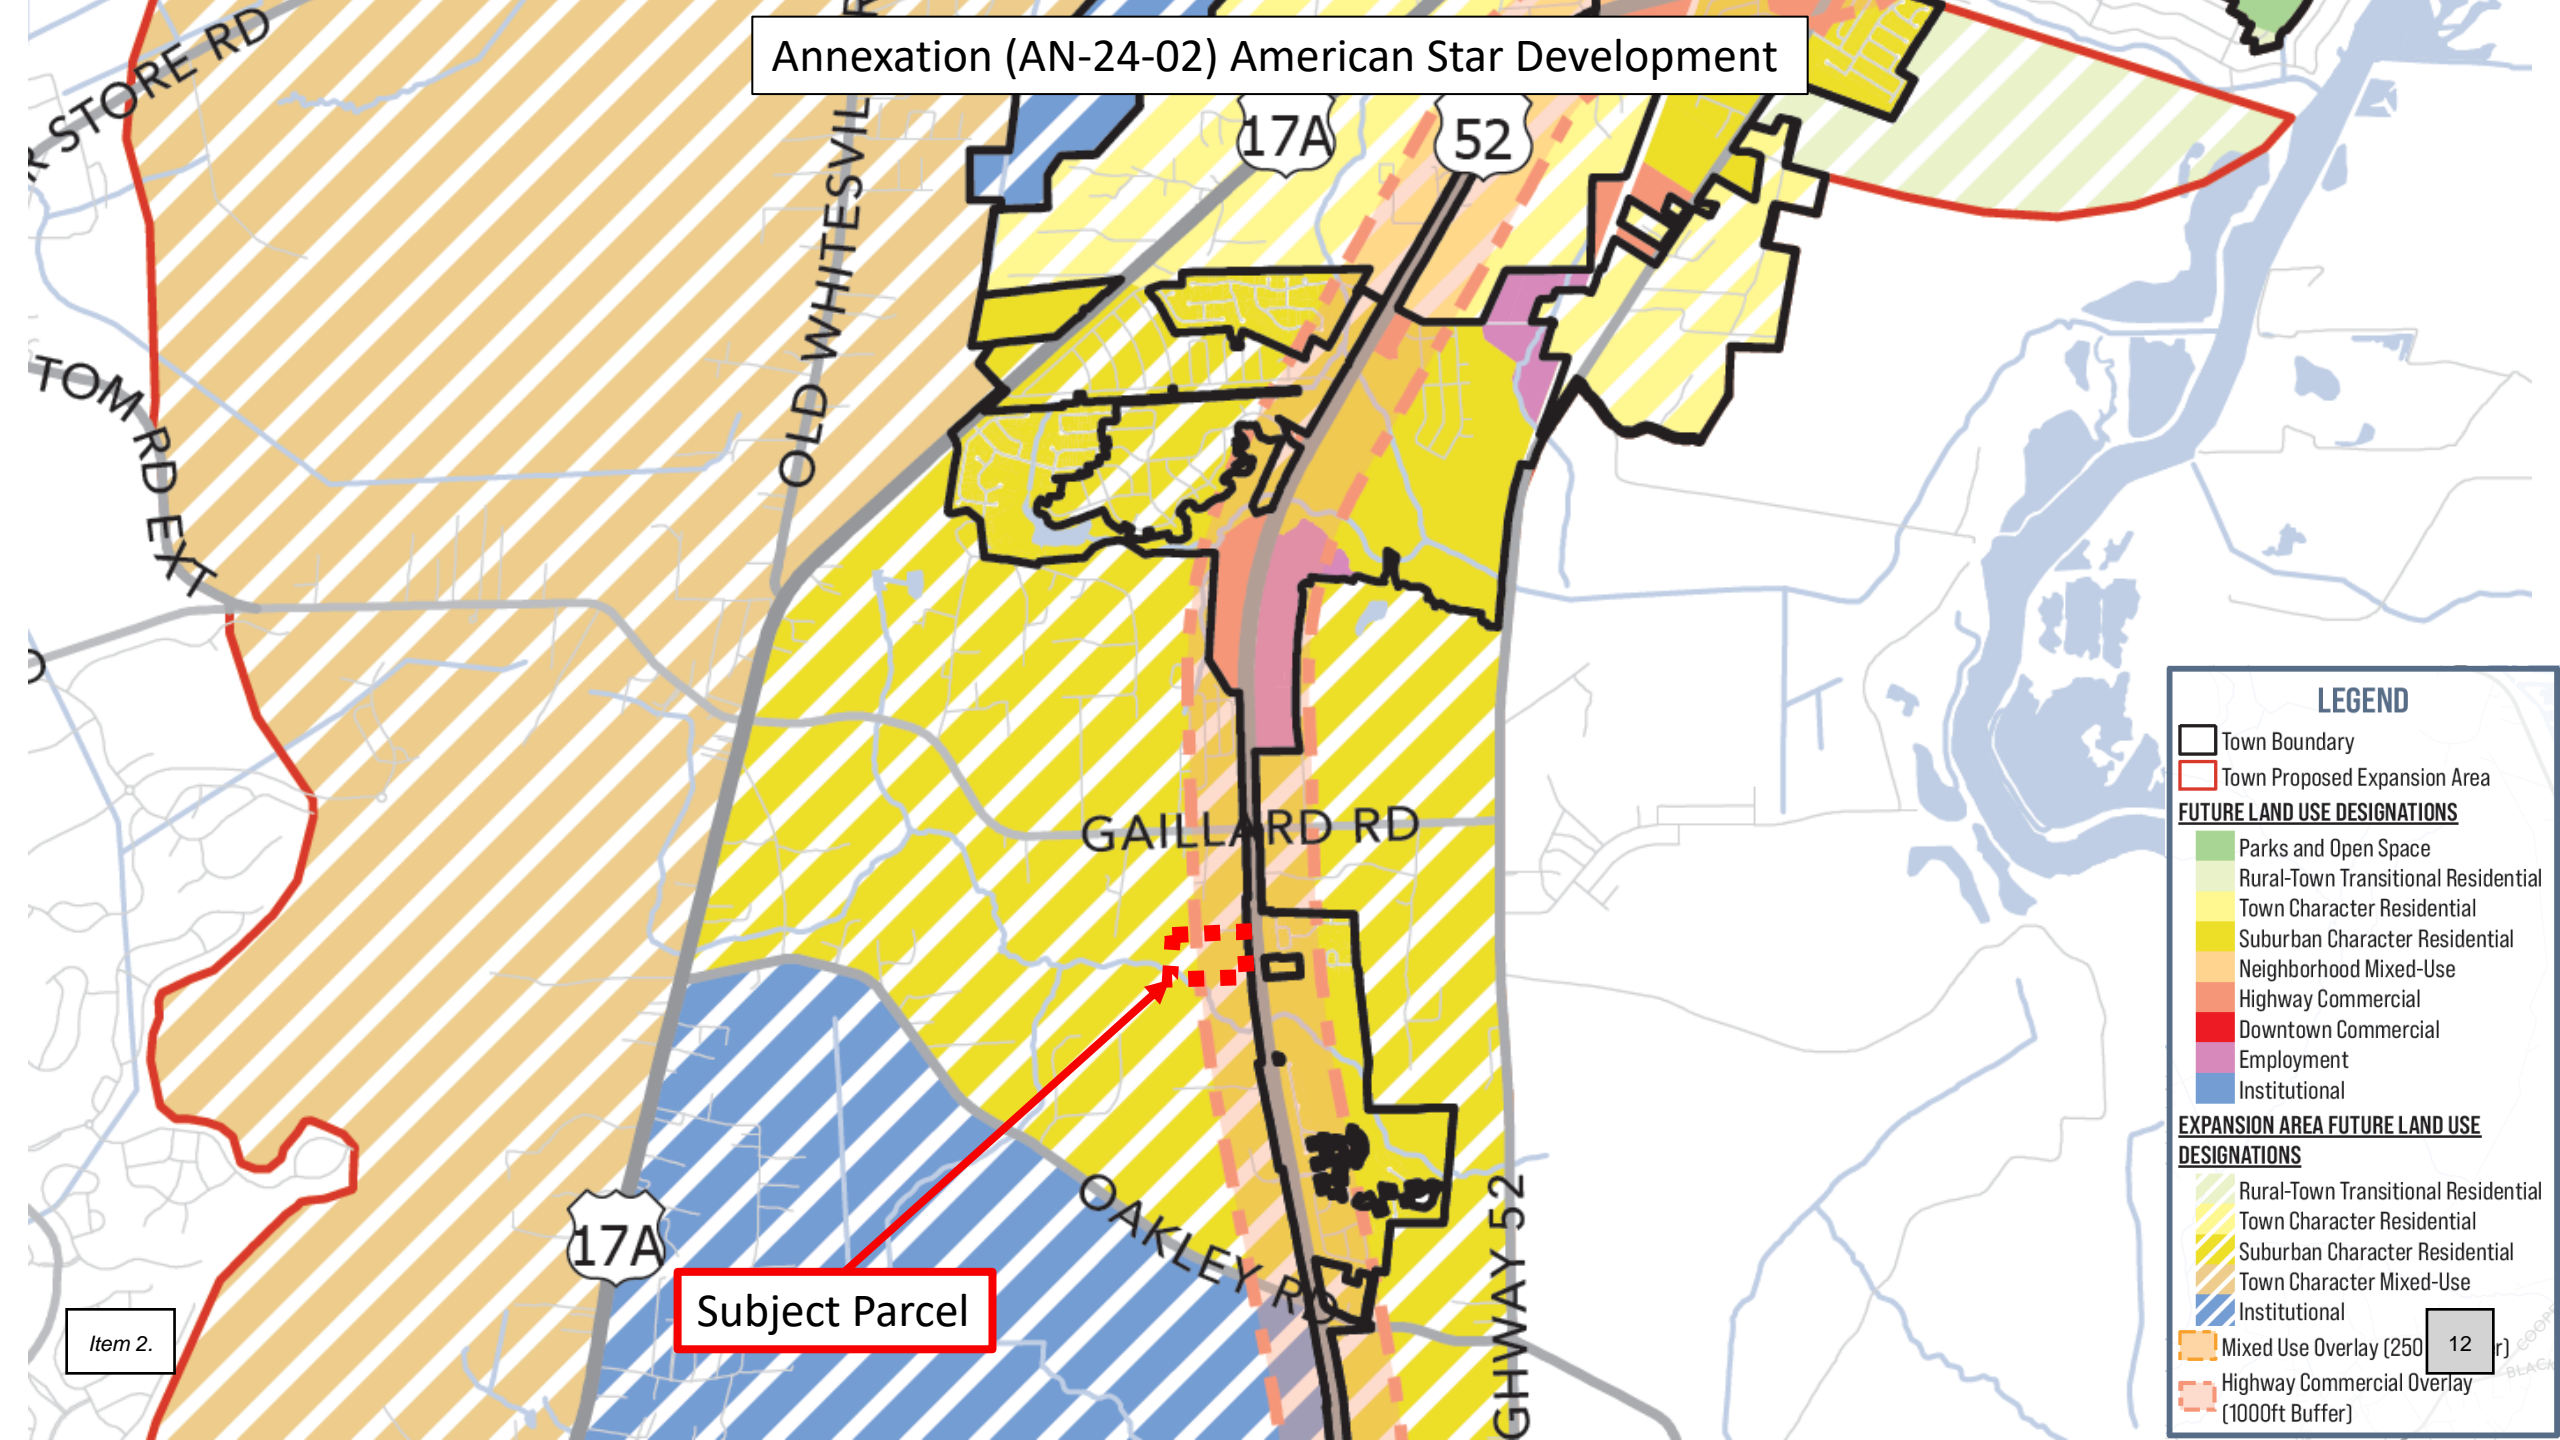 Annexation (AN-24-02) American Star Development
STORE RD
17A
52
OLD WHITESVIL
TOM RD EXT
GAILLARD RD
OAKLEY RD
17A
GHWAY 52
Subject Parcel
Item 2.
LEGEND
Town Boundary
Town Proposed Expansion Area
FUTURE LAND USE DESIGNATIONS
Parks and Open Space
Rural-Town Transitional Residential
Town Character Residential
Suburban Character Residential
Neighborhood Mixed-Use
Highway Commercial
Downtown Commercial
Employment
Institutional
EXPANSION AREA FUTURE LAND USE
DESIGNATIONS
Rural-Town Transitional Residential
Town Character Residential
Suburban Character Residential
Town Character Mixed-Use
Institutional
Mixed Use Overlay (250 r)
12
Highway Commercial Overlay
(1000ft Buffer)
COOP
BLAC